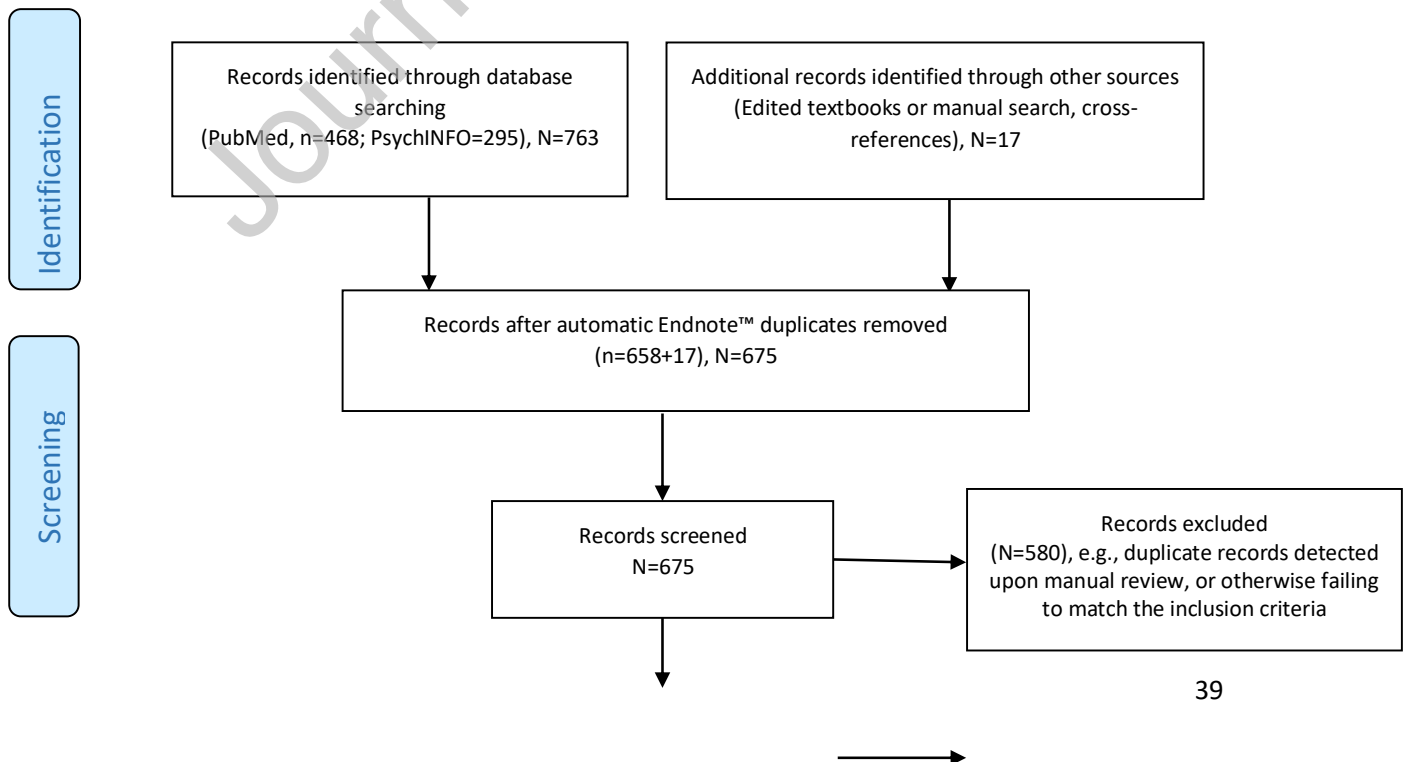 Journ
Identification
Records identified through database
searching
(PubMed, n=468; PsychINFO=295), N=763
Additional records identified through other sources
(Edited textbooks or manual search, cross-
references), N=17
Records after automatic Endnote™ duplicates removed
(n=658+17), N=675
Screening
Records screened
N=675
Records excluded
(N=580), e.g., duplicate records detected
upon manual review, or otherwise failing
to match the inclusion criteria
39